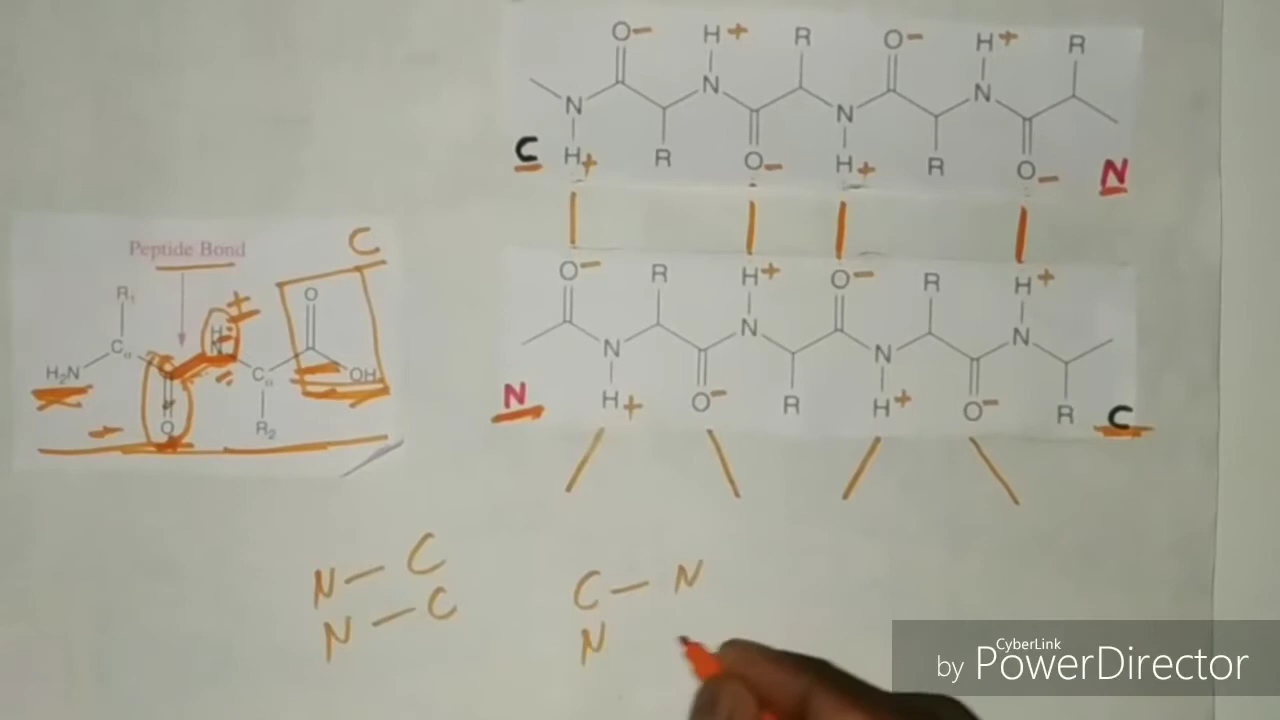 O− H+ R O− H+ R
N N N N
C H+ R O− H+ R O− N
Peptide Bond C
O− R H+ O− R H+
R₁ H + O
N N N N
Cα N
H₂N Cα OH
N H+ O− R H+ O− R C
− O R₂
N − C
N − C
C − N
N
CyberLink
by PowerDirector